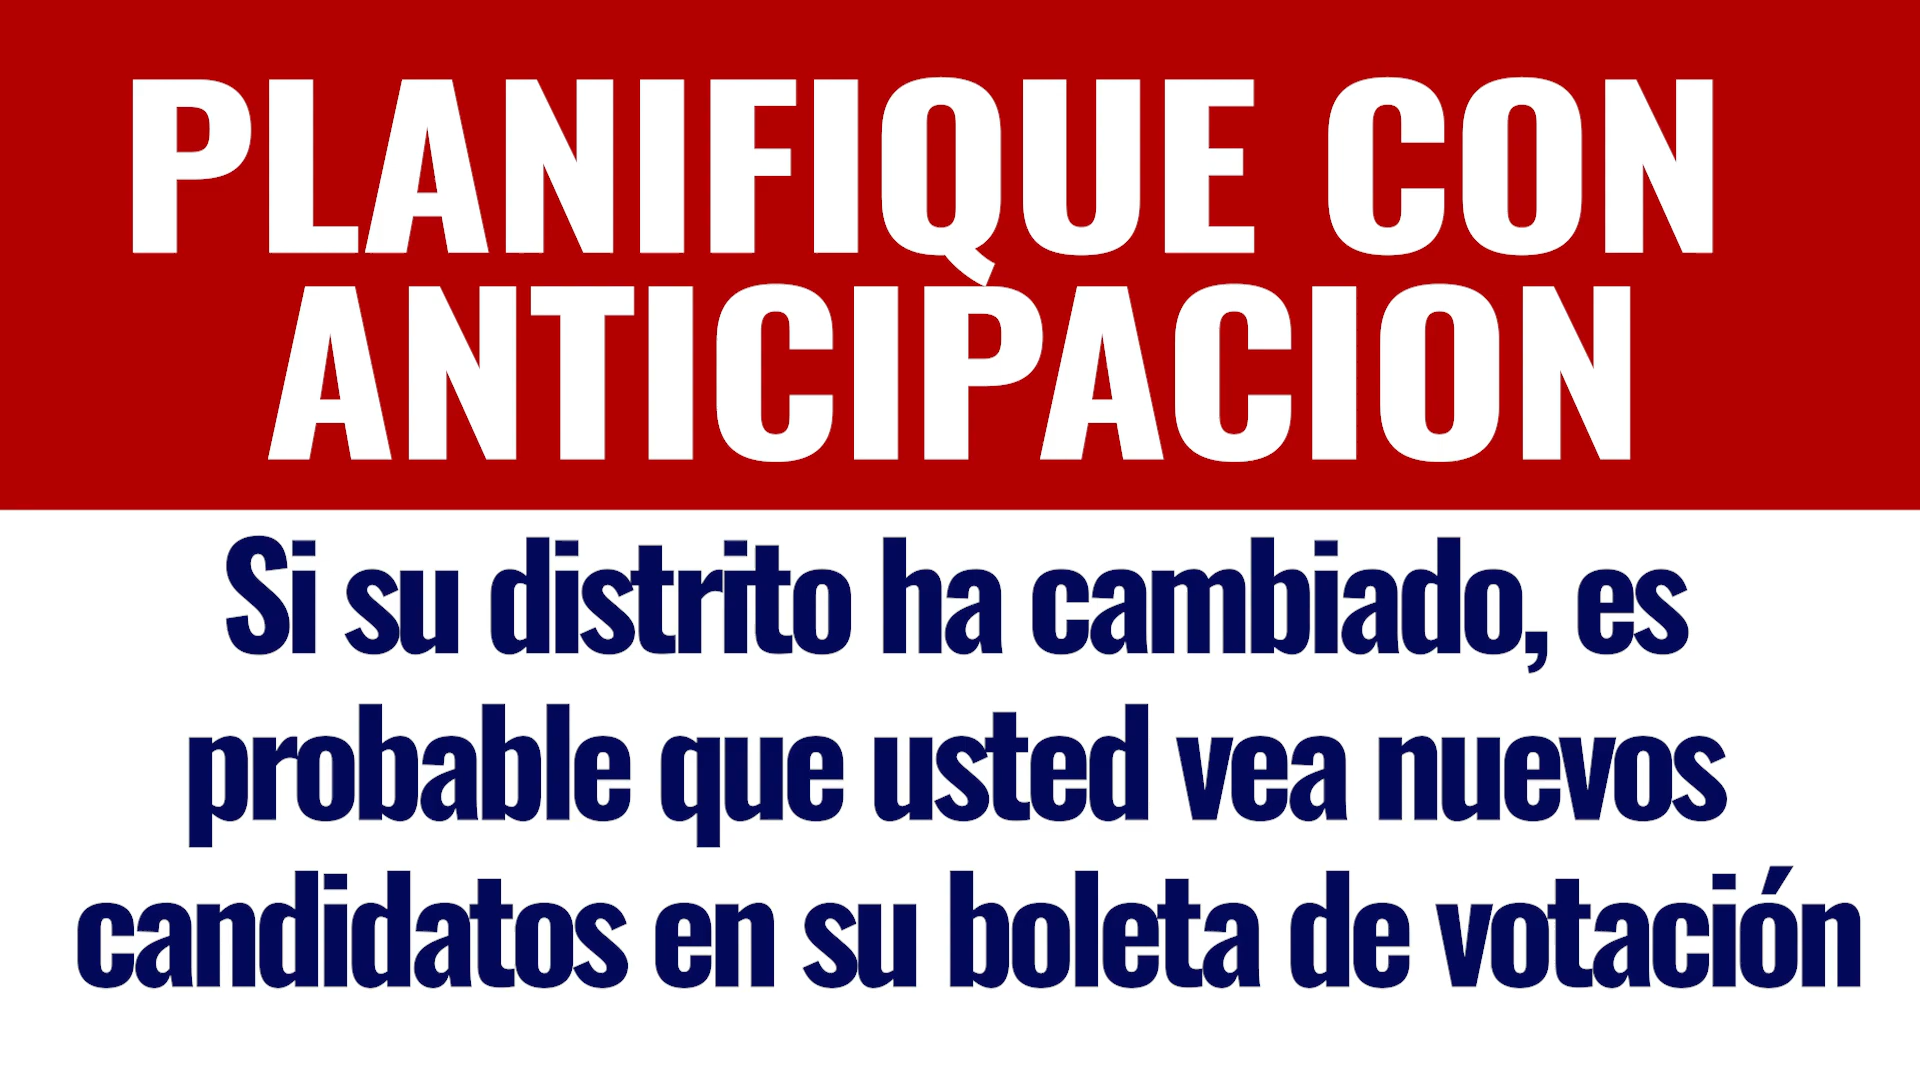 PLANIFIQUE CON
ANTICIPACION
Si su distrito ha cambiado, es
probable que usted vea nuevos
candidatos en su boleta de votación